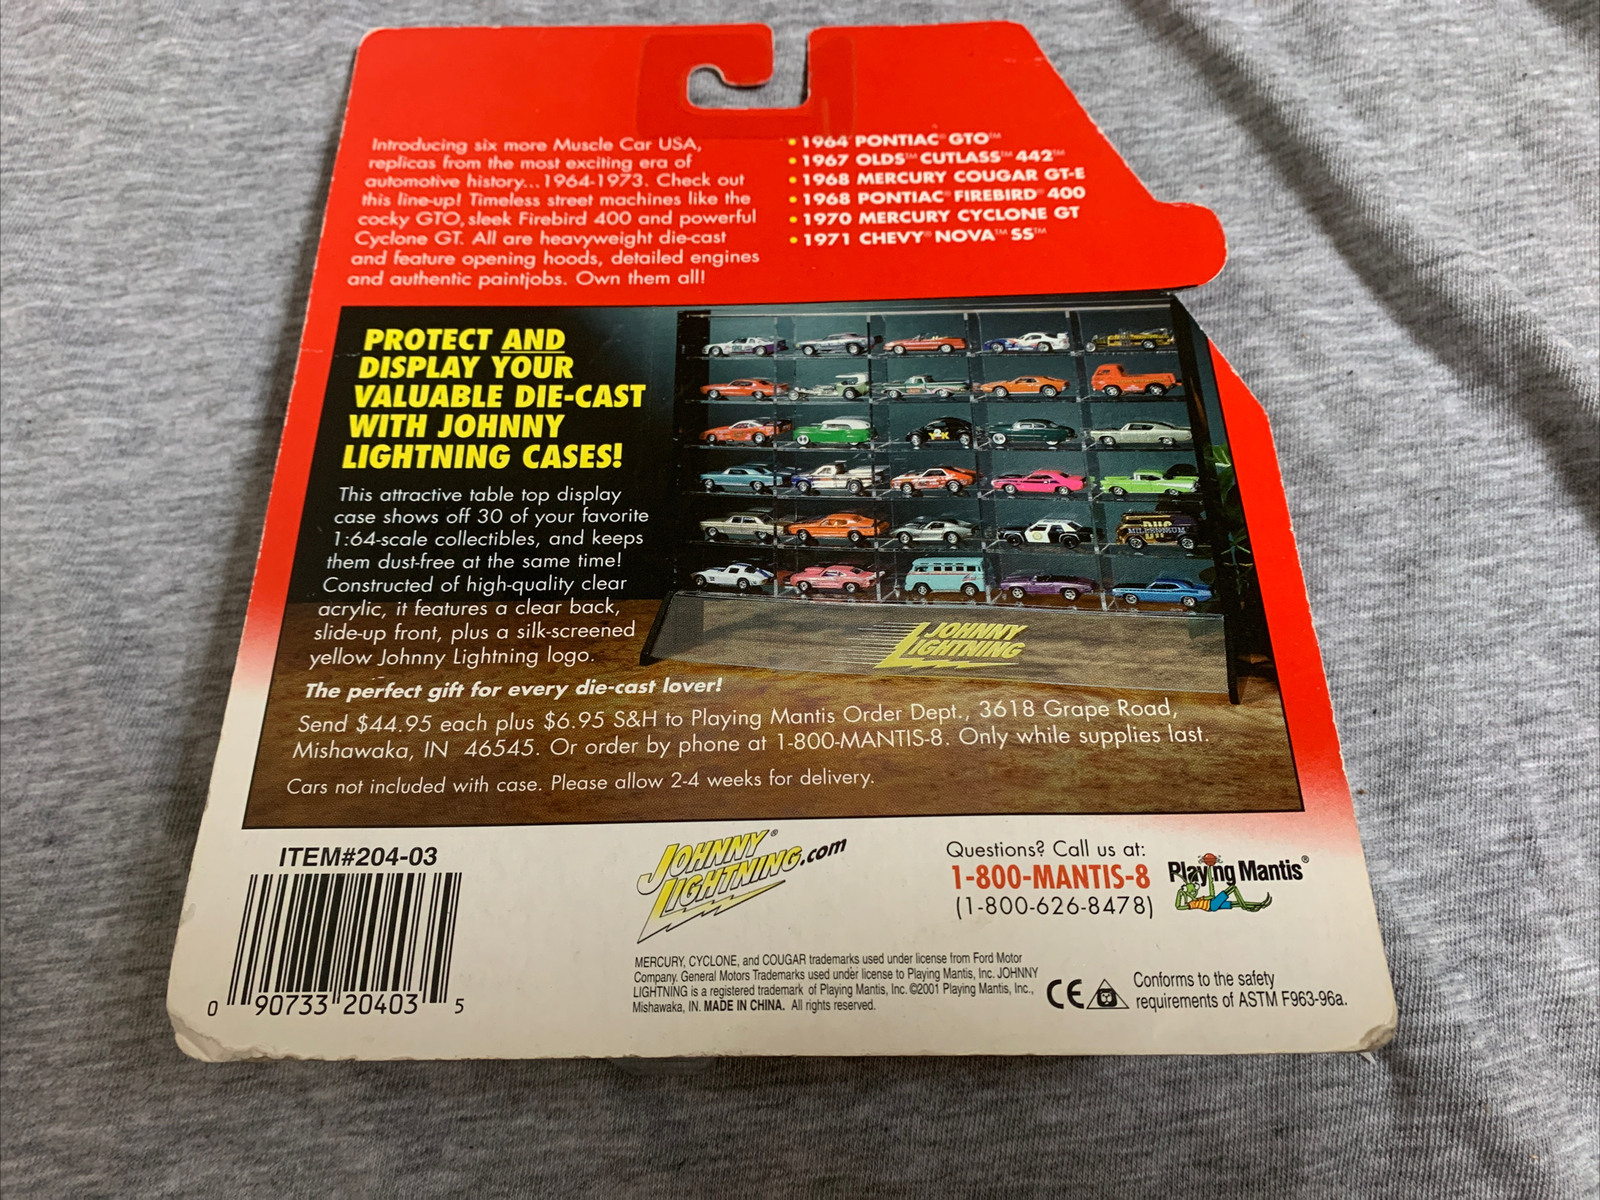 Introducing six more Muscle Car USA,
replicas from the most exciting era of
automotive history...1964-1973. Check out
this line-up! Timeless street machines like the
cocky GTO, sleek Firebird 400 and powerful
Cyclone GT. All are heavyweight die-cast
and feature opening hoods, detailed engines
and authentic paintjobs. Own them all!
• 1964 PONTIAC® GTO™
• 1967 OLDS™ CUTLASS™ 442™
• 1968 MERCURY COUGAR GT-E
• 1968 PONTIAC® FIREBIRD® 400
• 1970 MERCURY CYCLONE GT
• 1971 CHEVY® NOVA™ SS™
PROTECT AND
DISPLAY YOUR
VALUABLE DIE-CAST
WITH JOHNNY
LIGHTNING CASES!
This attractive table top display
case shows off 30 of your favorite
1:64-scale collectibles, and keeps
them dust-free at the same time!
Constructed of high-quality clear
acrylic, it features a clear back,
slide-up front, plus a silk-screened
yellow Johnny Lightning logo.
JOHNNY
LIGHTNING
The perfect gift for every die-cast lover!
Send $44.95 each plus $6.95 S&H to Playing Mantis Order Dept., 3618 Grape Road,
Mishawaka, IN 46545. Or order by phone at 1-800-MANTIS-8. Only while supplies last.
Cars not included with case. Please allow 2-4 weeks for delivery.
ITEM#204-03
0 90733 20403 5
JOHNNY®
LIGHTNING.com
Questions? Call us at:
1-800-MANTIS-8
(1-800-626-8478)
Playing Mantis®
MERCURY, CYCLONE, and COUGAR trademarks used under license from Ford Motor
Company. General Motors Trademarks used under license to Playing Mantis, Inc. JOHNNY
LIGHTNING is a registered trademark of Playing Mantis, Inc. ©2001 Playing Mantis, Inc.,
Mishawaka, IN. MADE IN CHINA. All rights reserved.
CE
Conforms to the safety
requirements of ASTM F963-96a.